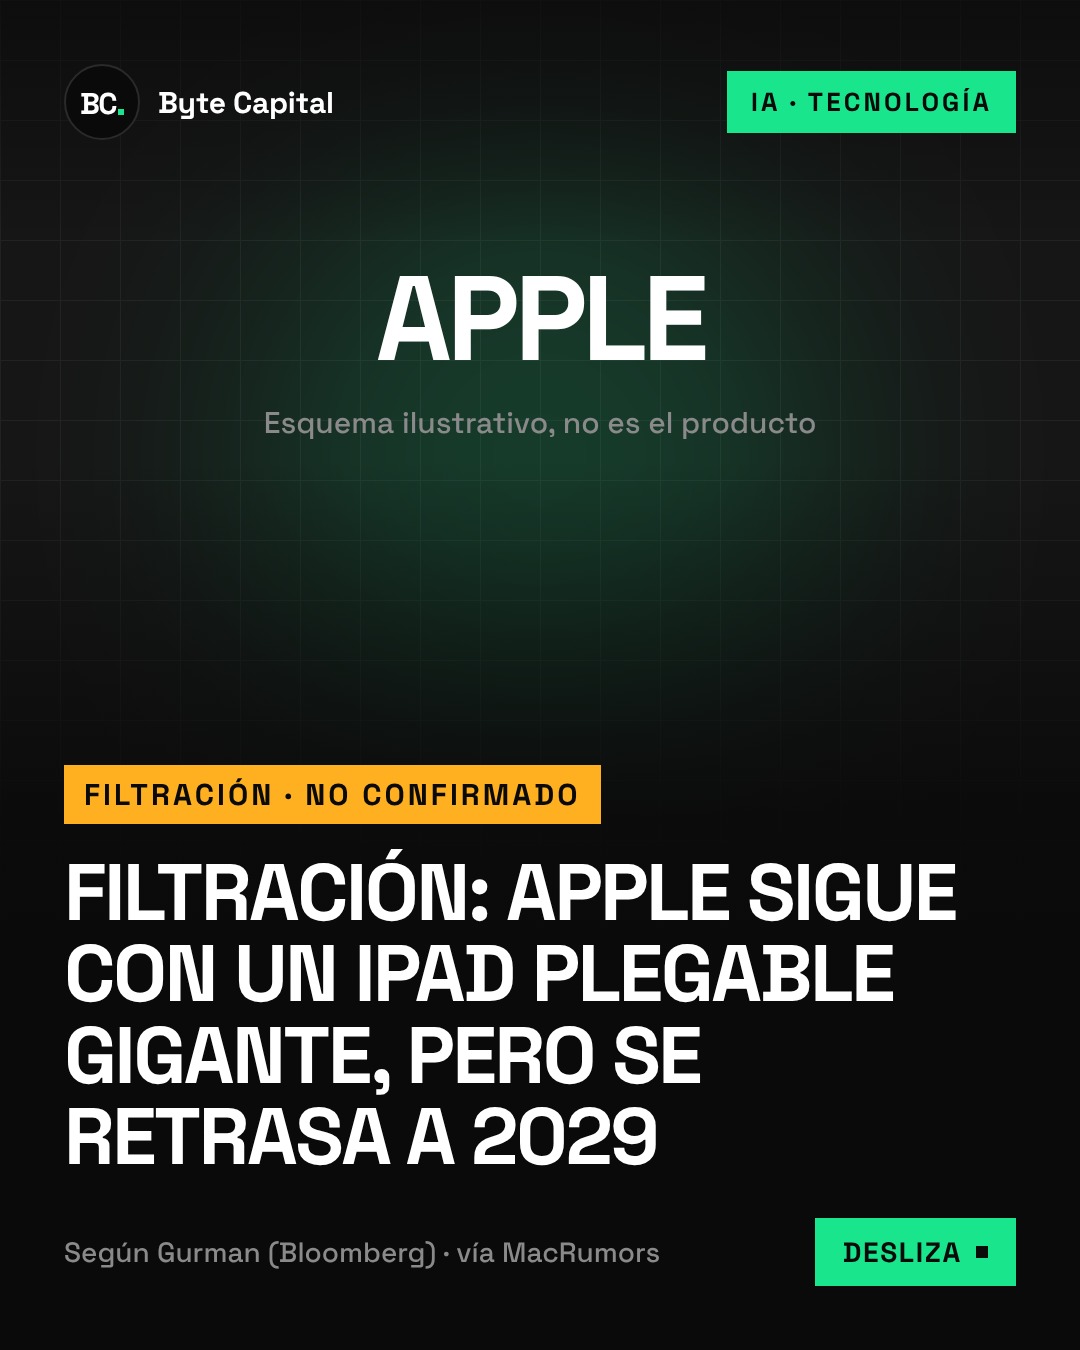 BC.
Byte Capital
IA · TECNOLOGÍA
APPLE
Esquema ilustrativo, no es el producto
FILTRACIÓN · NO CONFIRMADO
FILTRACIÓN: APPLE SIGUE
CON UN IPAD PLEGABLE
GIGANTE, PERO SE
RETRASA A 2029
Según Gurman (Bloomberg) · vía MacRumors
DESLIZA